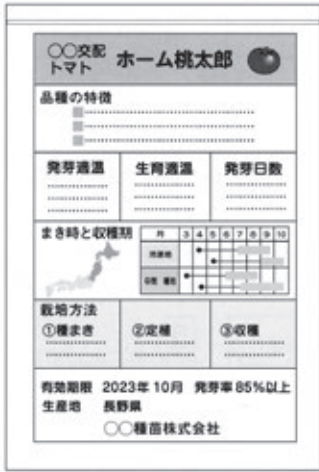 ○○交配
トマト
ホーム桃太郎
品種の特徴
発芽適温 生育適温 発芽日数
まき時と収穫期
月 3 4 5 6 7 8 9 10
栽培方法
①種まき ②定植 ③収穫
有効期限 2023年10月 発芽率85%以上
生産地 長野県
○○種苗株式会社